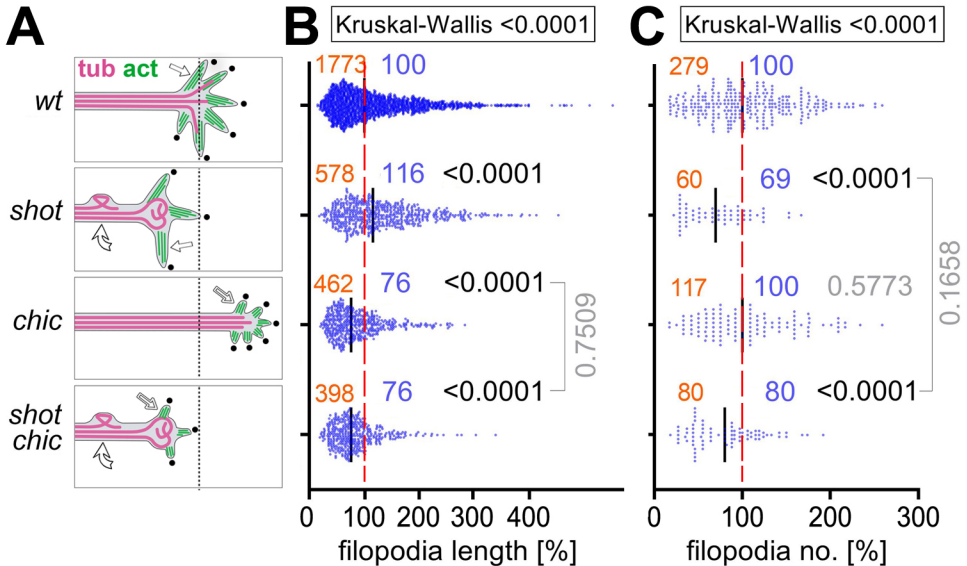 A
tub act
wt
shot
chic
shot
chic
B
Kruskal-Wallis <0.0001
1773 100
578 116 <0.0001
462 76 <0.0001
398 76 <0.0001
0.7509
0 100 200 300 400
filopodia length [%]
C
Kruskal-Wallis <0.0001
279 100
60 69 <0.0001
117 100 0.5773
80 80 <0.0001
0.1658
0 100 200 300
filopodia no. [%]